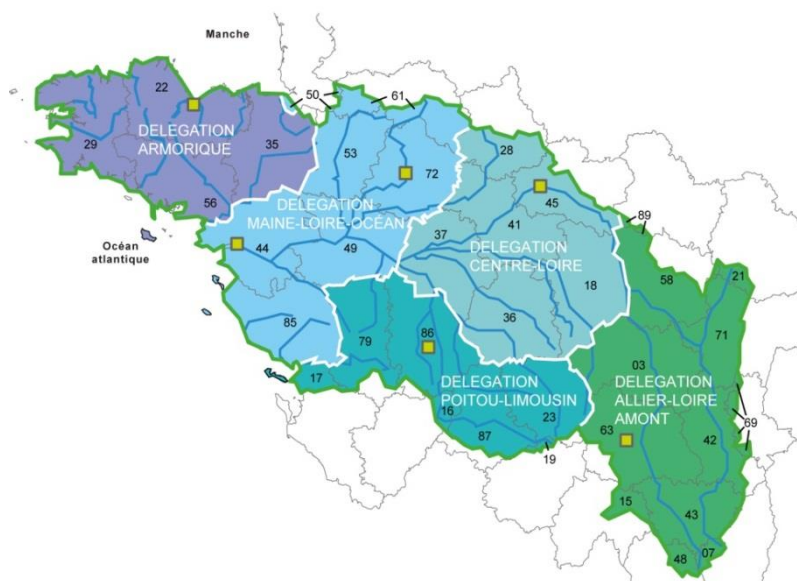 Manche
22
50
61
DELEGATION
ARMORIQUE
29
35
53
28
72
56
45
DELEGATION
MAINE-LOIRE-OCÉAN
41
89
Océan
atlantique
44
49
37
DELEGATION
CENTRE-LOIRE
58
21
18
85
36
71
79
86
03
17
DELEGATION
POITOU-LIMOUSIN
DELEGATION
ALLIER-LOIRE
AMONT
16
23
63
69
87
42
19
15
43
48
07